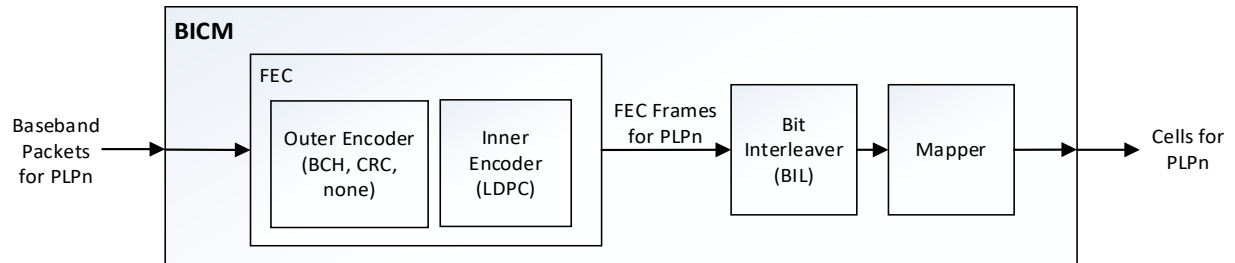 BICM
FEC
Baseband
Packets
for PLPn
Outer Encoder
(BCH, CRC,
none)
Inner
Encoder
(LDPC)
FEC Frames
for PLPn
Bit
Interleaver
(BIL)
Mapper
Cells for
PLPn